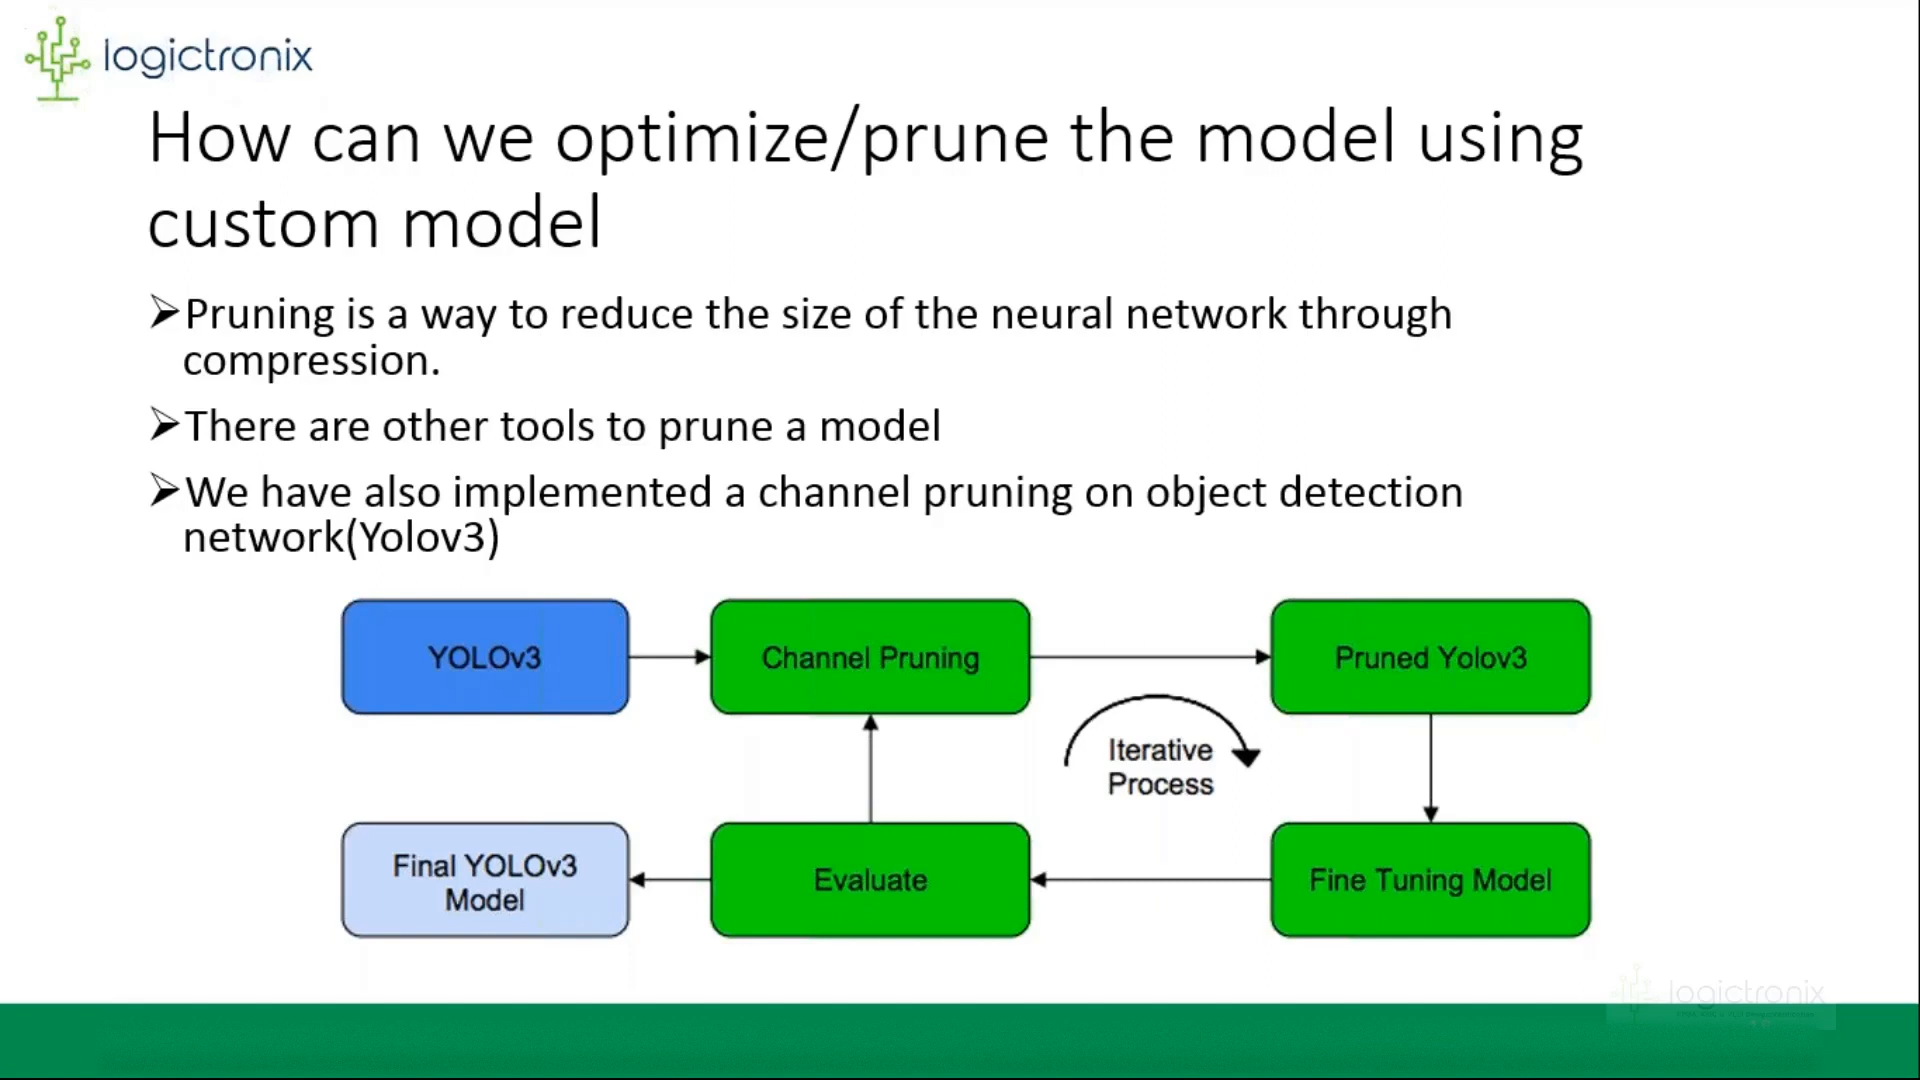 logictronix
How can we optimize/prune the model using
custom model
➢Pruning is a way to reduce the size of the neural network through
compression.
➢There are other tools to prune a model
➢We have also implemented a channel pruning on object detection
network(Yolov3)
YOLOv3
Channel Pruning
Pruned Yolov3
Iterative
Process
Final YOLOv3
Model
Evaluate
Fine Tuning Model
logictronix